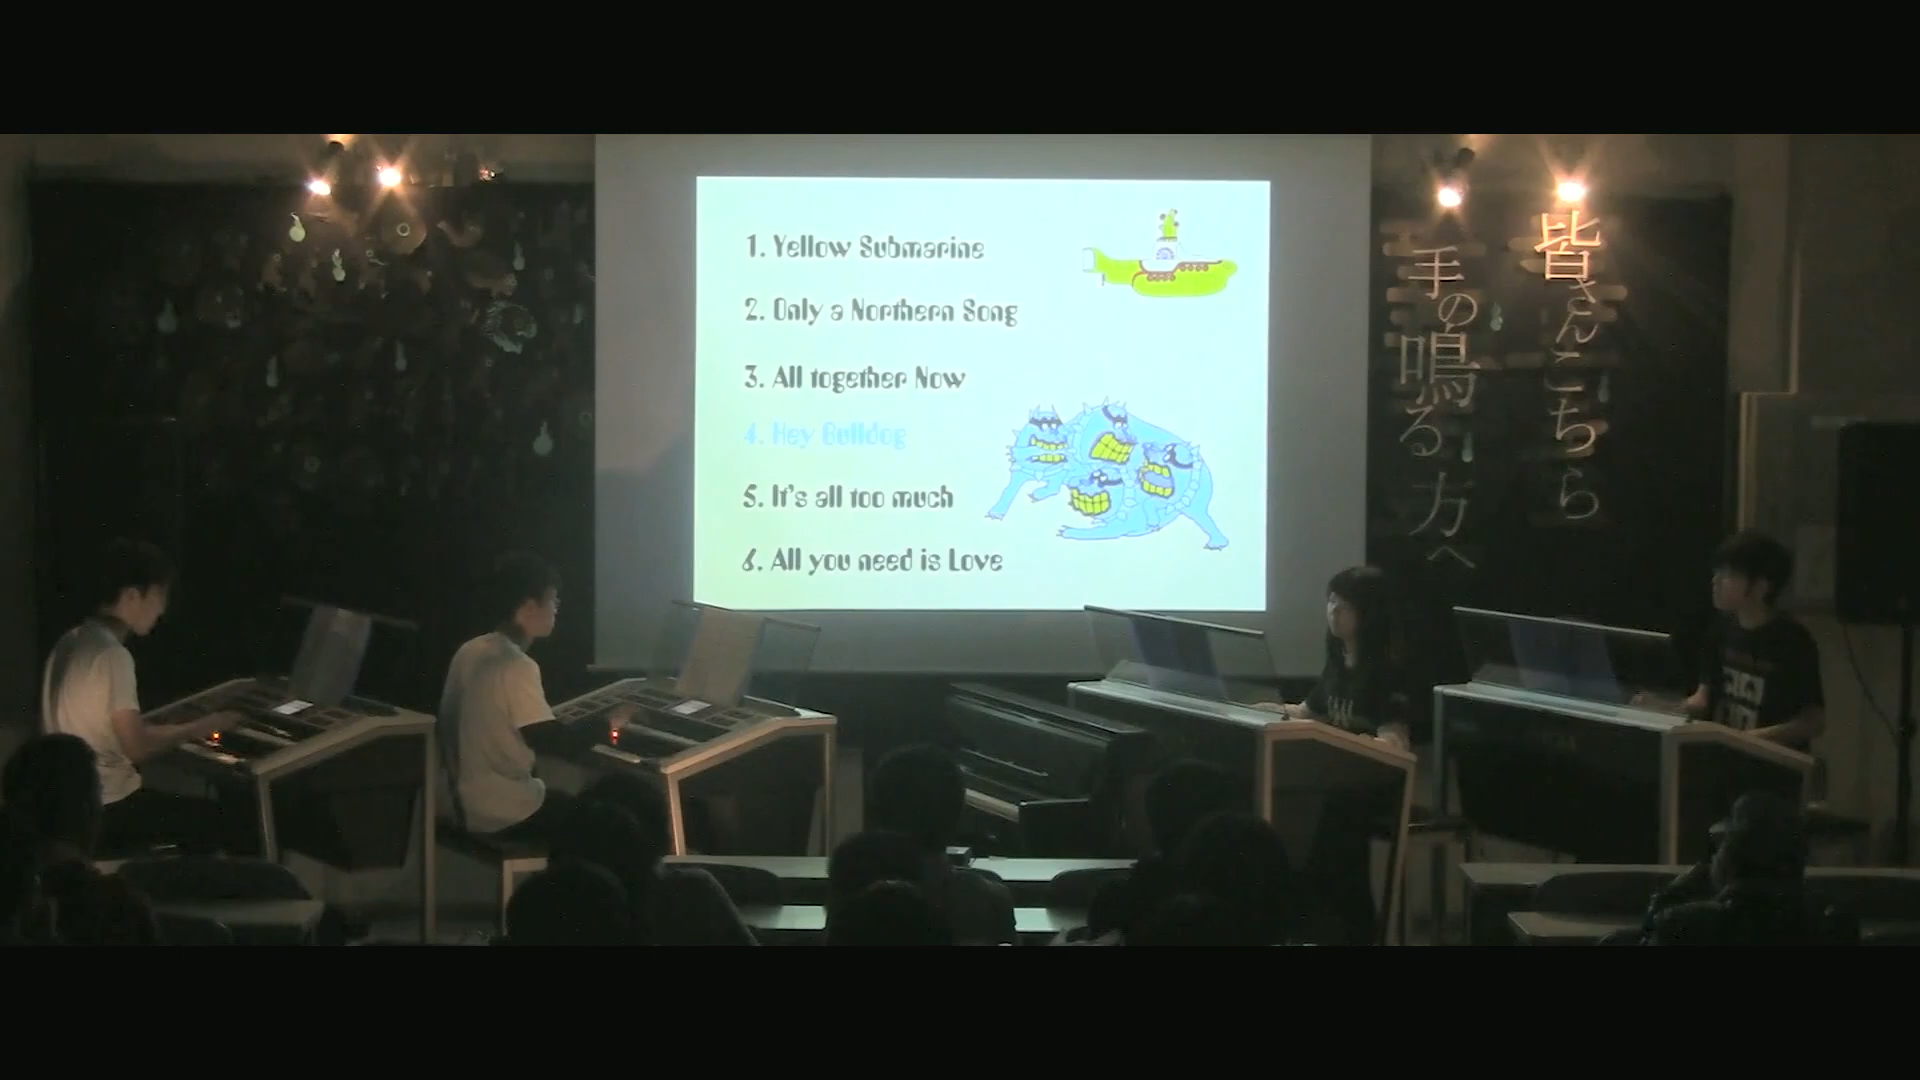 1. Yellow Submarine
2. Only a Northern Song
3. All together Now
4. Hey Bulldog
5. It's all too much
6. All you need is Love
皆さんこちら
手の鳴る方へ